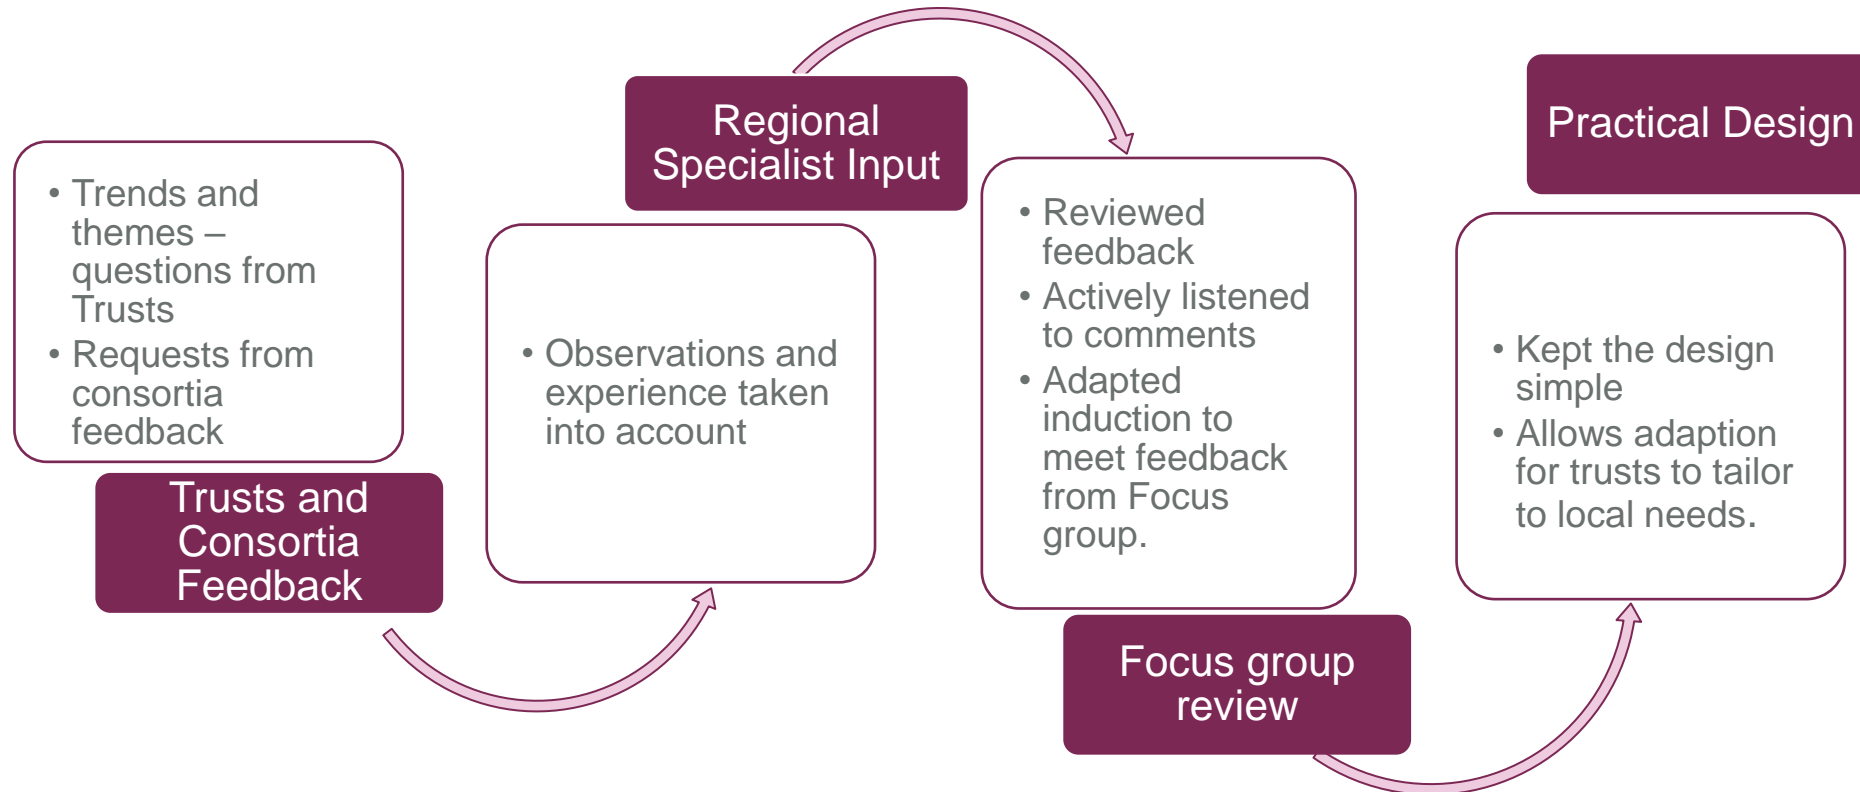 • Trends and
themes –
questions from
Trusts
• Requests from
consortia
feedback
Trusts and
Consortia
Feedback
Regional
Specialist Input
• Observations and
experience taken
into account
• Reviewed
feedback
• Actively listened
to comments
• Adapted
induction to
meet feedback
from Focus
group.
Focus group
review
Practical Design
• Kept the design
simple
• Allows adaption
for trusts to tailor
to local needs.